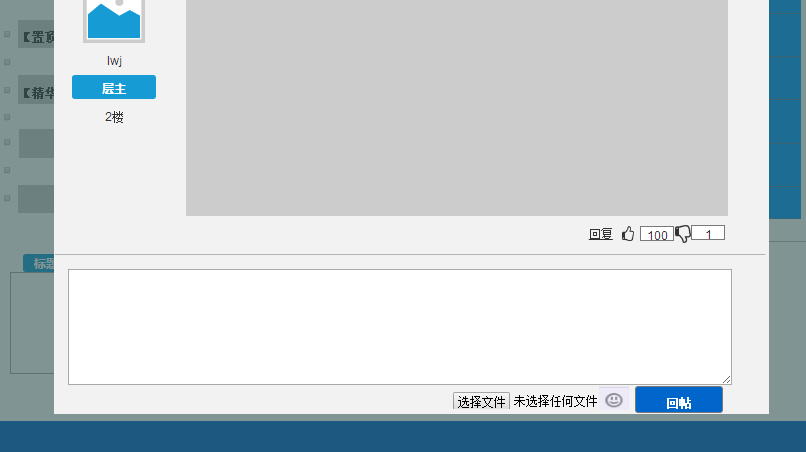 【置顶
lwj
层主
【精华
2楼
回复 100 1
标题
选择文件 未选择任何文件 回帖